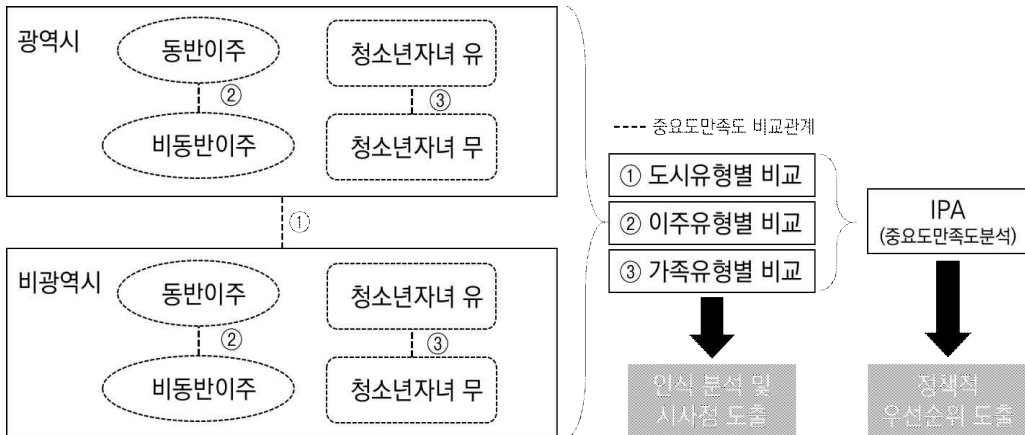 광역시
동반이주
②
비동반이주
청소년자녀 유
③
청소년자녀 무
①
비광역시
동반이주
②
비동반이주
청소년자녀 유
③
청소년자녀 무
중요도만족도 비교관계
① 도시유형별 비교
② 이주유형별 비교
③ 가족유형별 비교
인식 분석 및
시사점 도출
IPA
(중요도만족도분석)
정책적
우선순위 도출